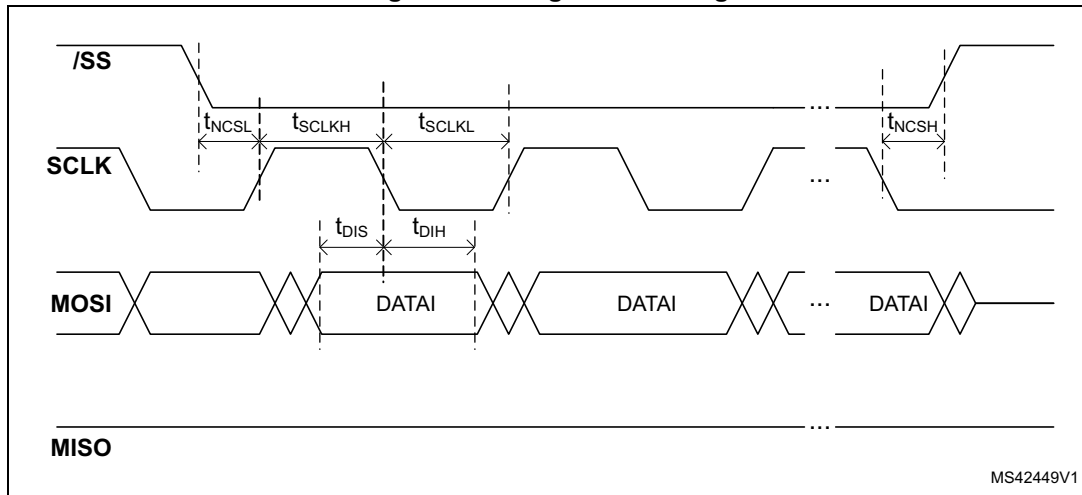 /SS
...
tNCSL tSCLKH tSCLKL tNCSH
SCLK
...
tDIS tDIH
MOSI DATAI DATAI ... DATAI
...
MISO
MS42449V1